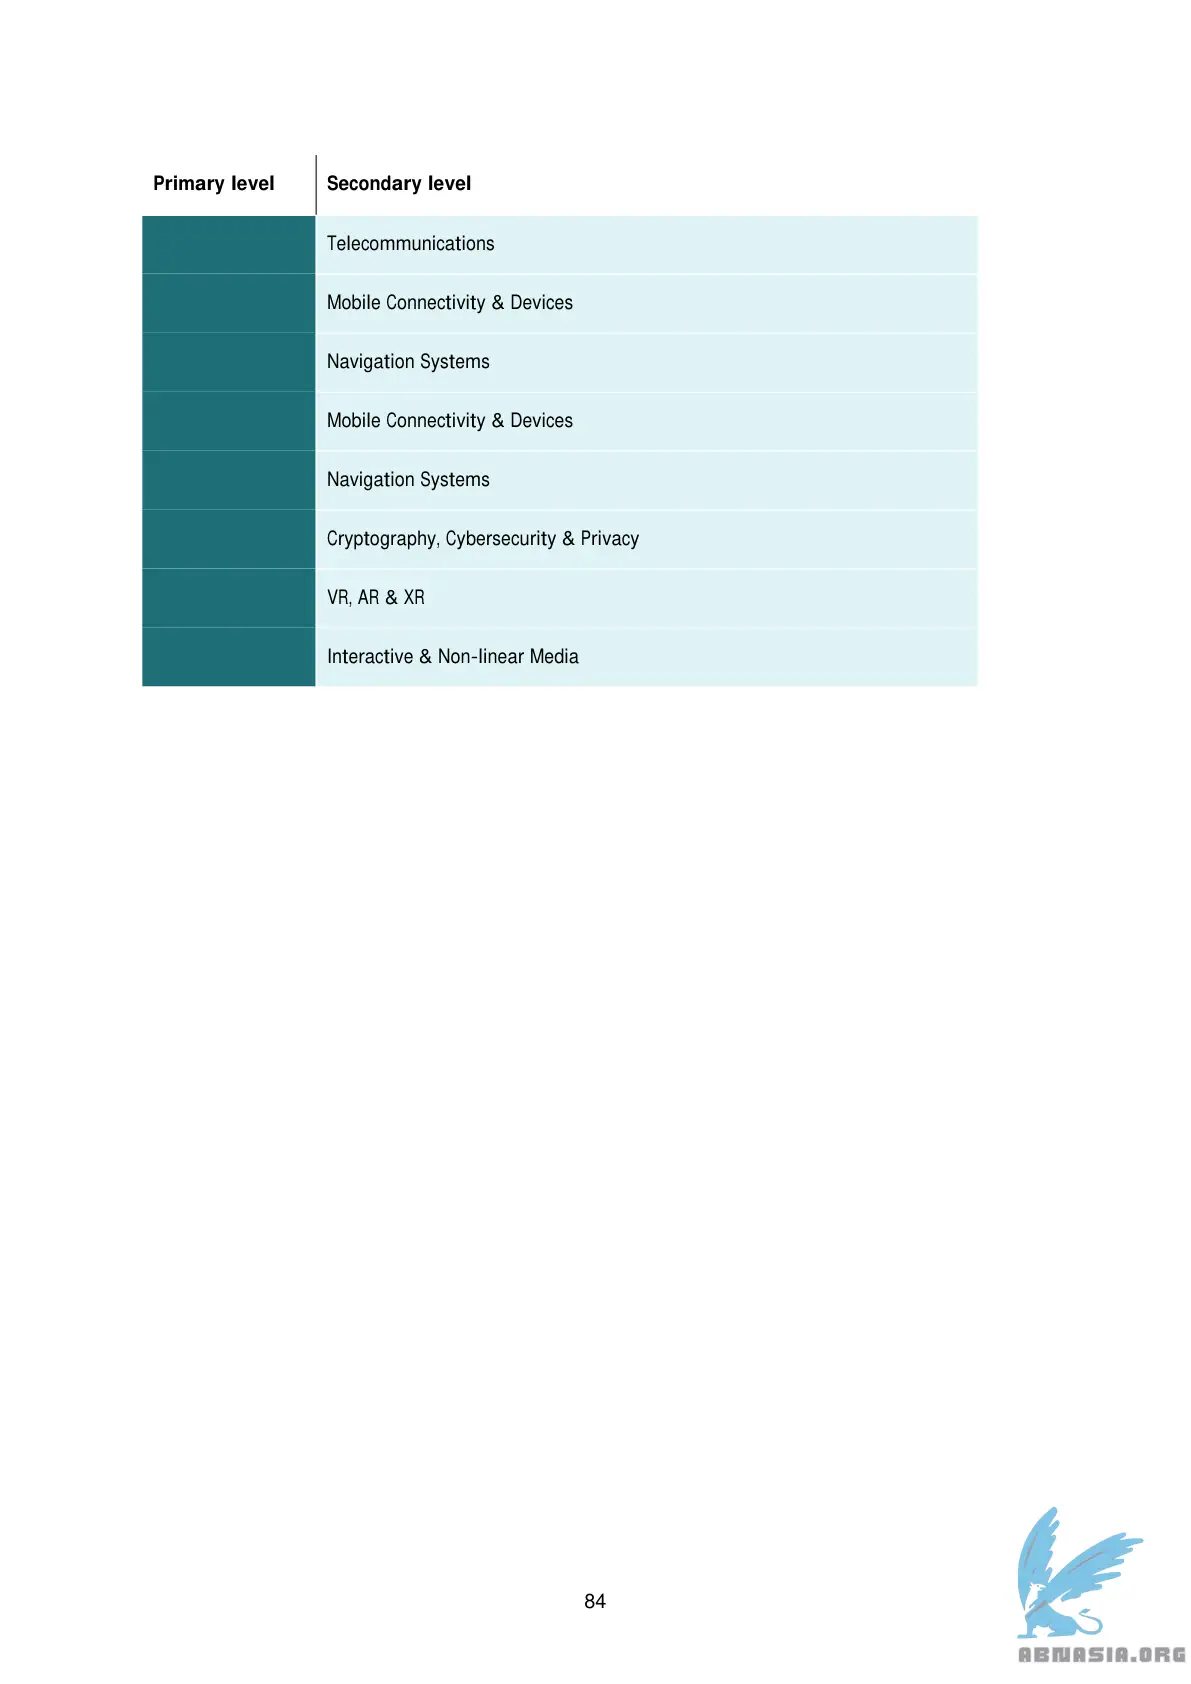 Primary level Secondary level
Telecommunications
Mobile Connectivity & Devices
Navigation Systems
Mobile Connectivity & Devices
Navigation Systems
Cryptography, Cybersecurity & Privacy
VR, AR & XR
Interactive & Non-linear Media
84
ABNASIA.ORG